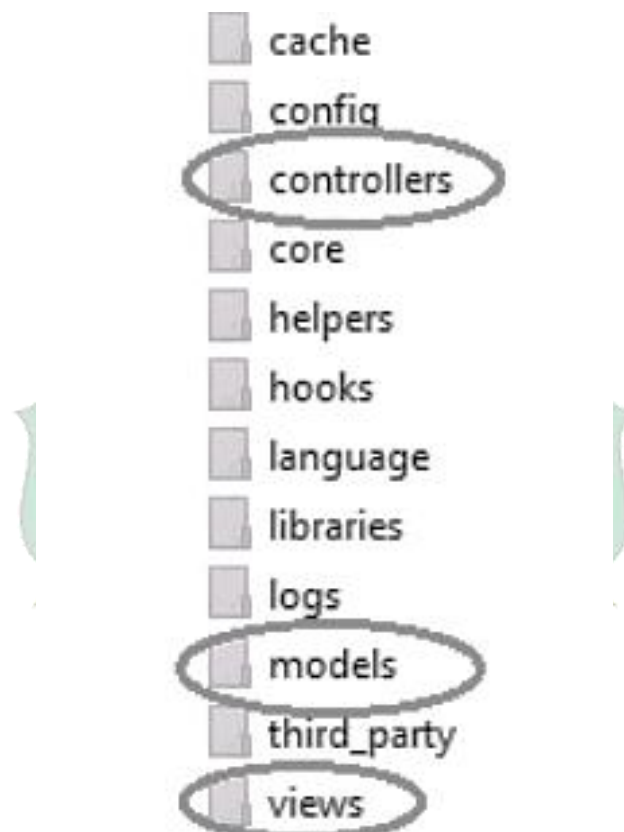 cache
config
controllers
core
helpers
hooks
language
libraries
logs
models
third_party
views